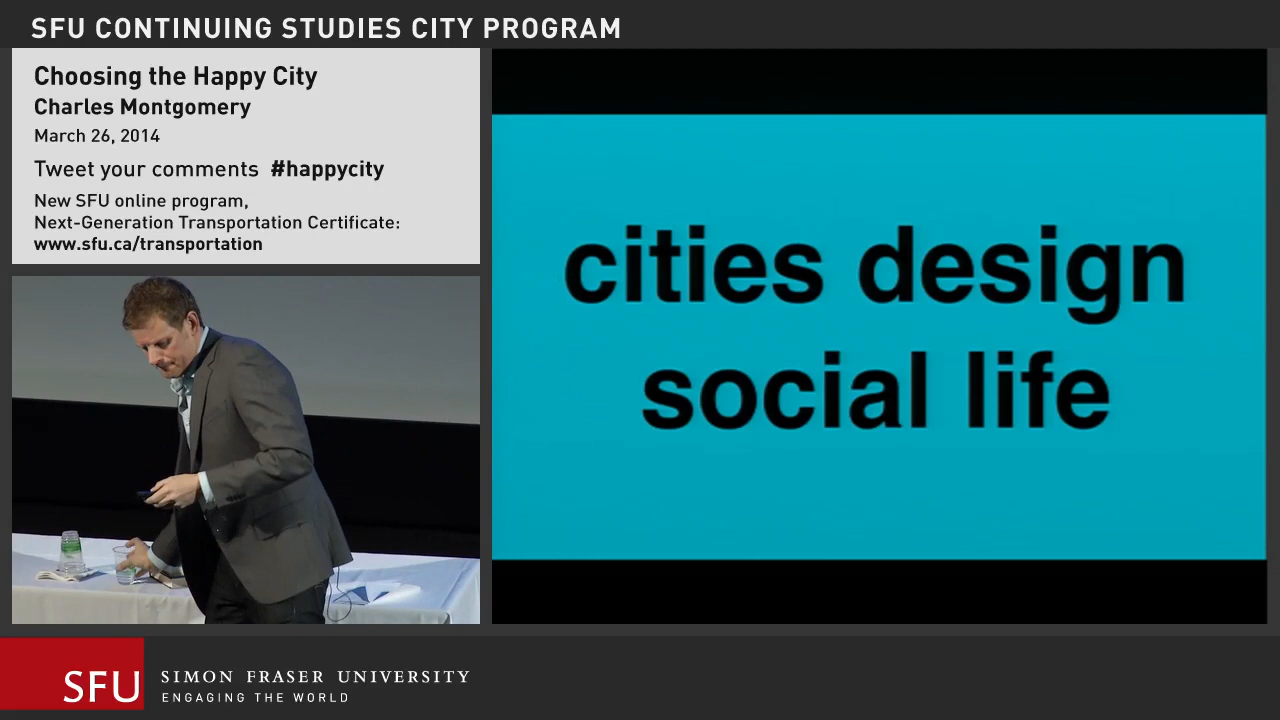 SFU CONTINUING STUDIES CITY PROGRAM
Choosing the Happy City
Charles Montgomery
March 26, 2014
Tweet your comments #happycity
New SFU online program,
Next-Generation Transportation Certificate:
www.sfu.ca/transportation
cities design
social life
SFU
SIMON FRASER UNIVERSITY
ENGAGING THE WORLD